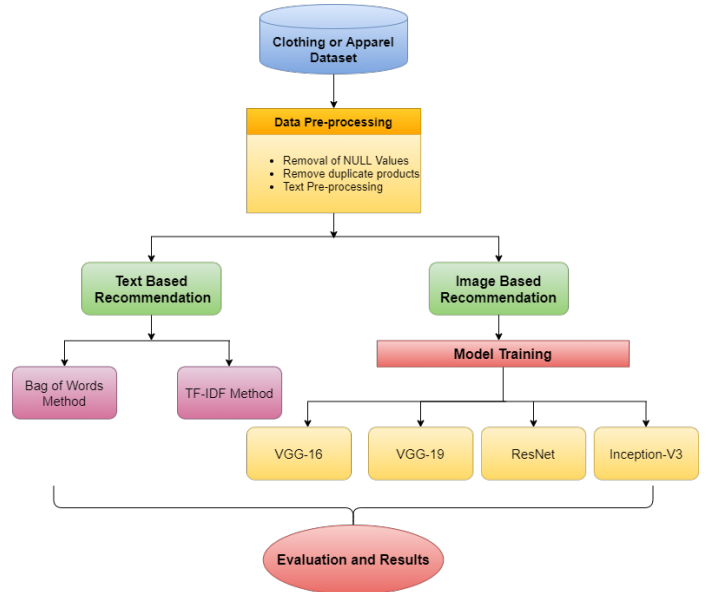 Clothing or Apparel
Dataset
Data Pre-processing
• Removal of NULL Values
• Remove duplicate products
• Text Pre-processing
Text Based
Recommendation
Image Based
Recommendation
Model Training
Bag of Words
Method
TF-IDF Method
VGG-16
VGG-19
ResNet
Inception-V3
Evaluation and Results